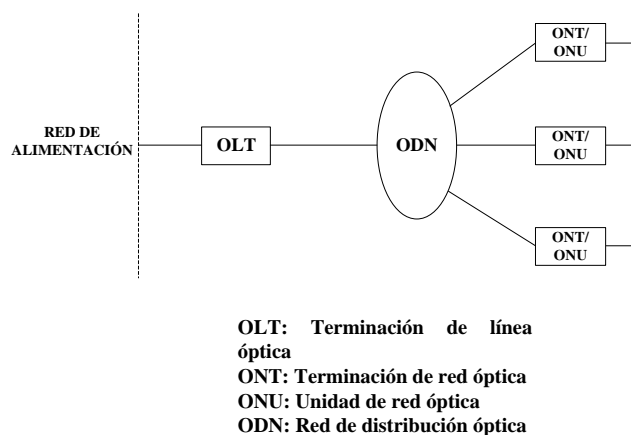 ONT/
ONU
RED DE
ALIMENTACIÓN
OLT
ODN
ONT/
ONU
ONT/
ONU
OLT: Terminación de línea
óptica
ONT: Terminación de red óptica
ONU: Unidad de red óptica
ODN: Red de distribución óptica